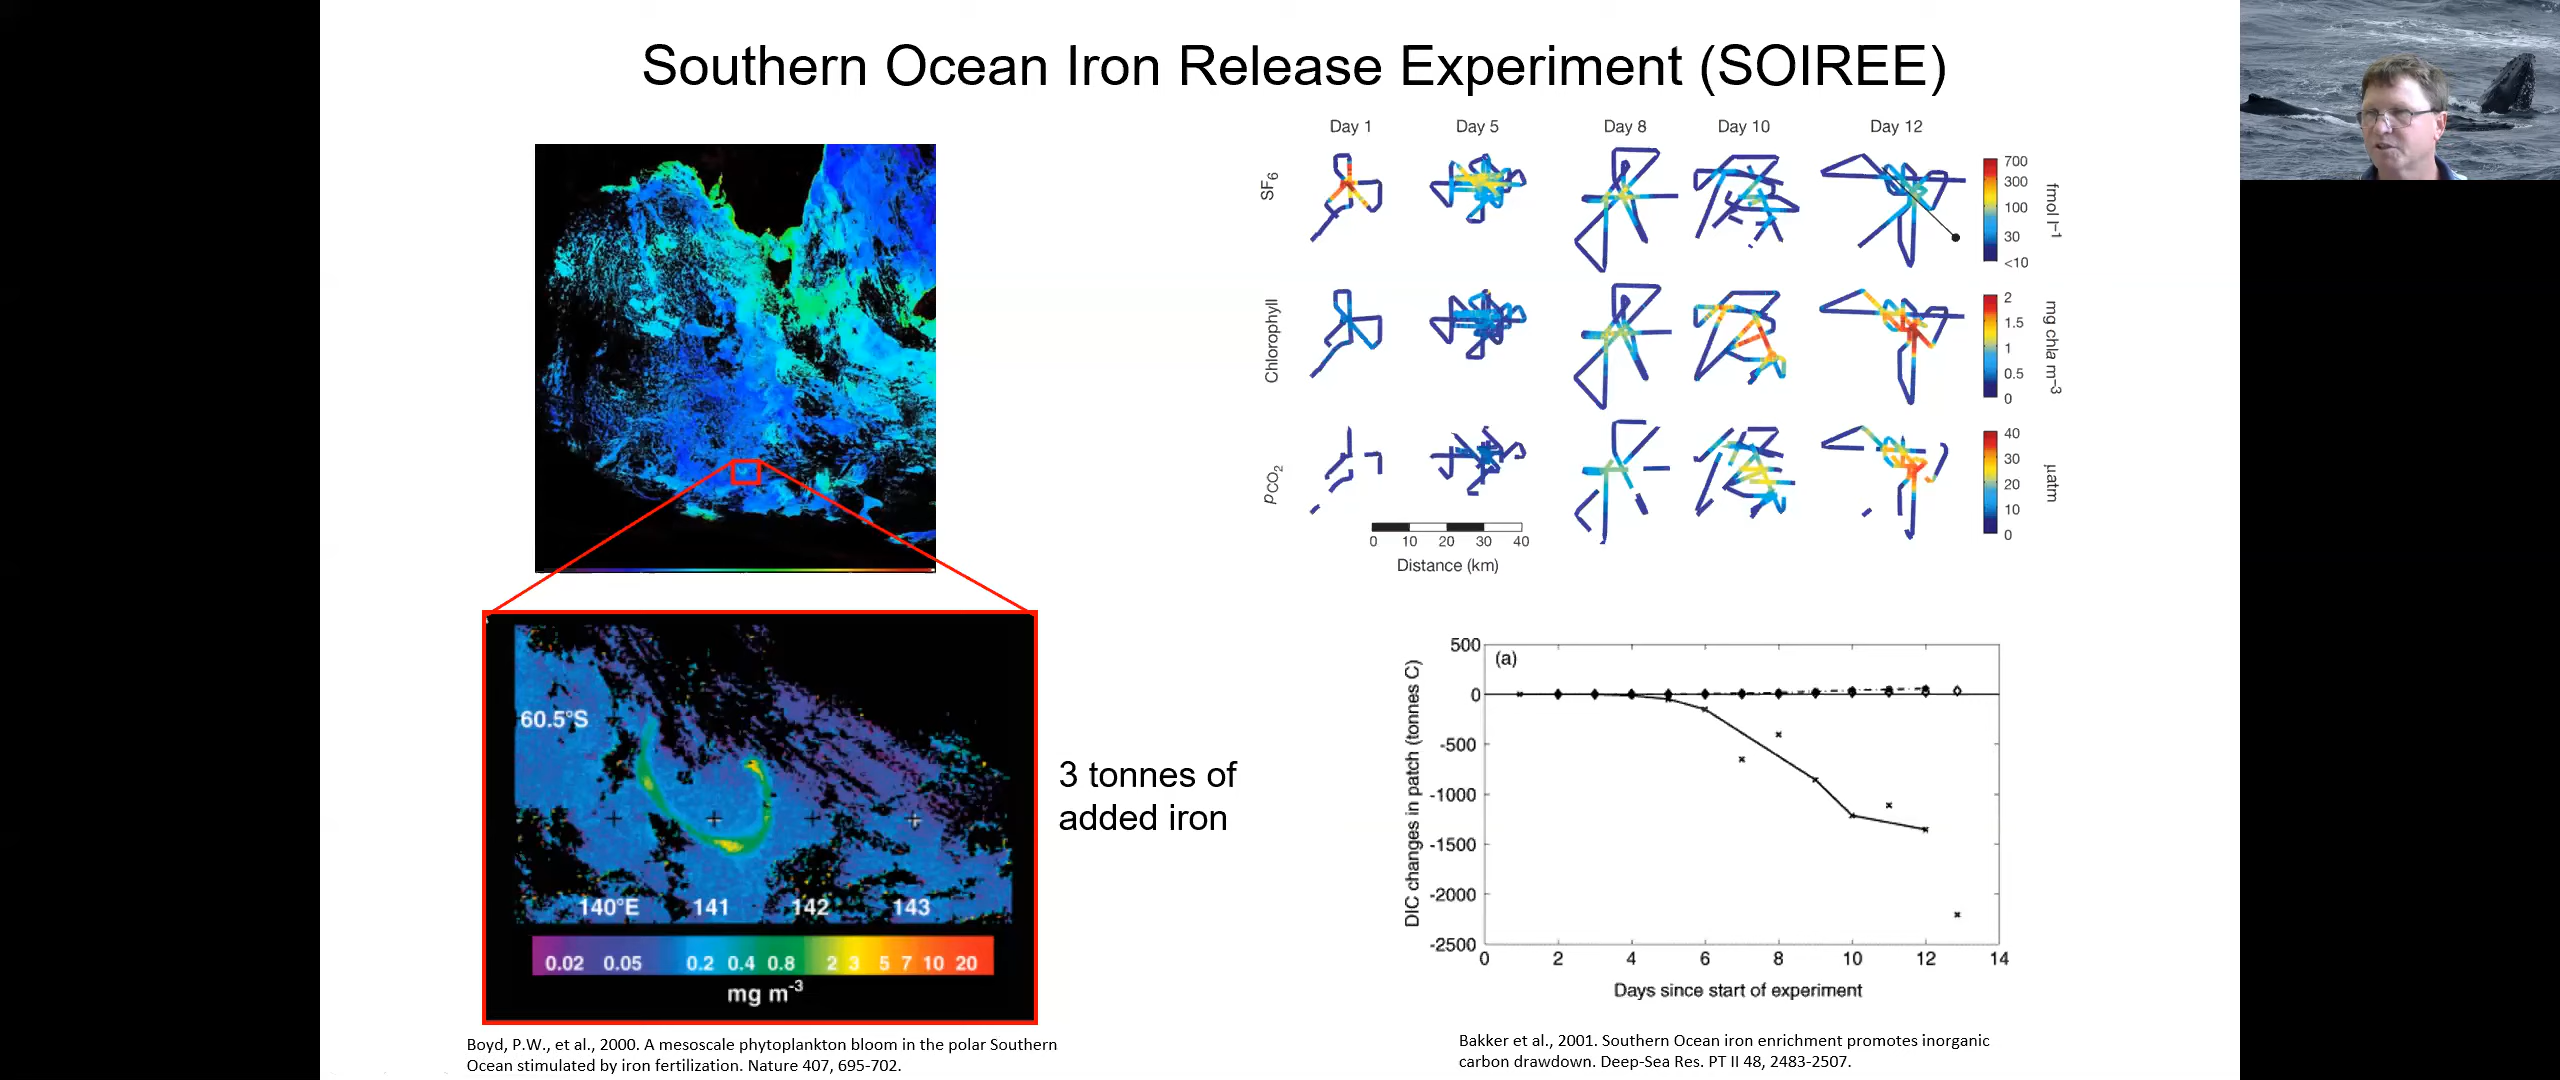 Southern Ocean Iron Release Experiment (SOIREE)
Day 1
Day 5
Day 8
Day 10
Day 12
SF6
700
300
100
30
<10
fmol l–1
Chlorophyll
2
1.5
1
0.5
0
mg chla m–3
pCO2
40
30
20
10
0
µatm
0 10 20 30 40
Distance (km)
60.5°S
140°E 141 142 143
0.02 0.05 0.2 0.4 0.8 2 3 5 7 10 20
mg m-3
3 tonnes of
added iron
(a)
DIC changes in patch (tonnes C)
500
0
-500
-1000
-1500
-2000
-2500
0 2 4 6 8 10 12 14
Days since start of experiment
Boyd, P.W., et al., 2000. A mesoscale phytoplankton bloom in the polar Southern
Ocean stimulated by iron fertilization. Nature 407, 695-702.
Bakker et al., 2001. Southern Ocean iron enrichment promotes inorganic
carbon drawdown. Deep-Sea Res. PT II 48, 2483-2507.